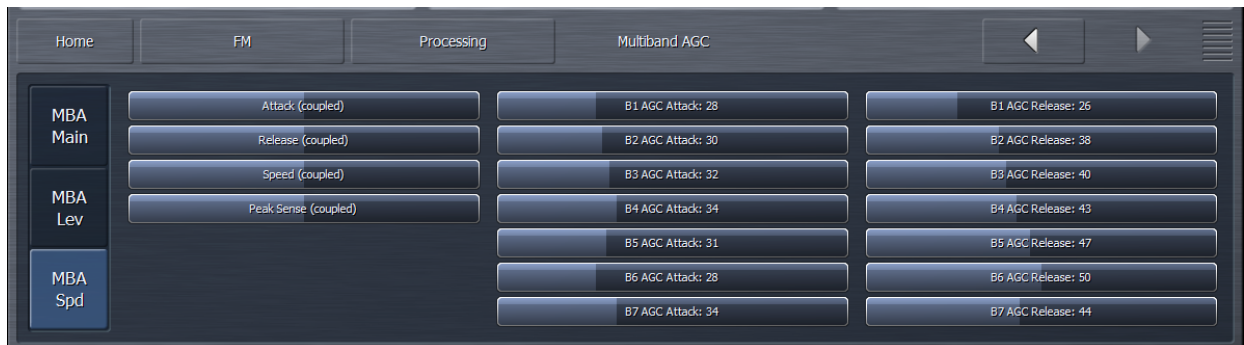 Home
FM
Processing
Multiband AGC
MBA
Main
MBA
Lev
MBA
Spd
Attack (coupled)
Release (coupled)
Speed (coupled)
Peak Sense (coupled)
B1 AGC Attack: 28
B2 AGC Attack: 30
B3 AGC Attack: 32
B4 AGC Attack: 34
B5 AGC Attack: 31
B6 AGC Attack: 28
B7 AGC Attack: 34
B1 AGC Release: 26
B2 AGC Release: 38
B3 AGC Release: 40
B4 AGC Release: 43
B5 AGC Release: 47
B6 AGC Release: 50
B7 AGC Release: 44